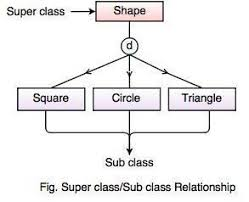 Super class
Shape
d
Square
Circle
Triangle
Sub class
Fig. Super class/Sub class Relationship